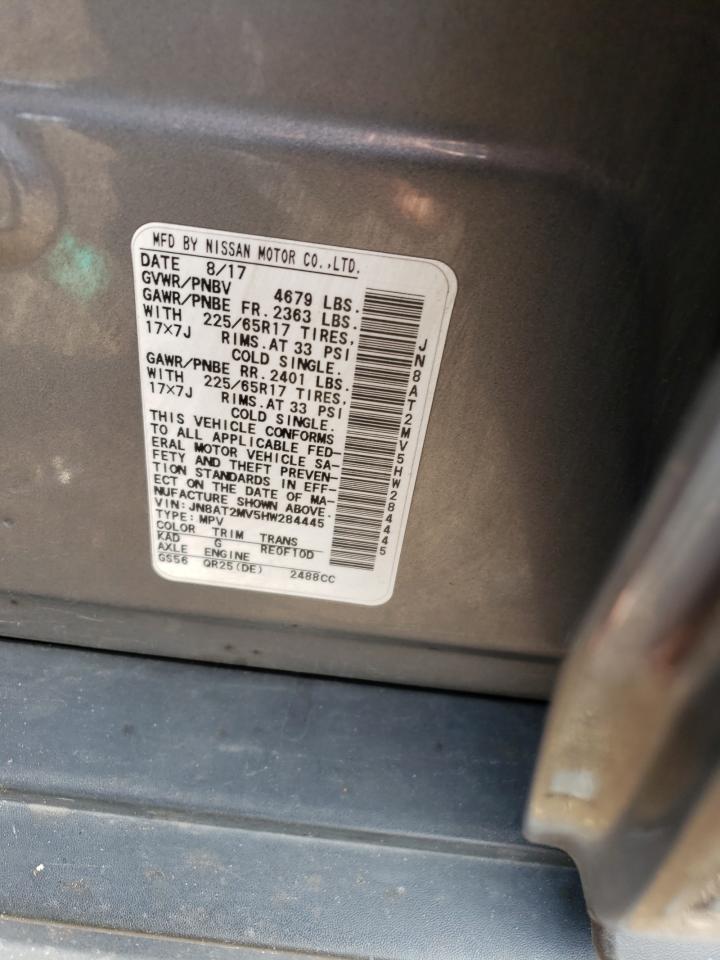 MFD BY NISSAN MOTOR CO.,LTD.
DATE 8/17
GVWR/PNBV 4679 LBS.
GAWR/PNBE FR. 2363 LBS.
WITH 225/65R17 TIRES,
17×7J RIMS.AT 33 PSI
COLD SINGLE.
GAWR/PNBE RR. 2401 LBS.
WITH 225/65R17 TIRES,
17×7J RIMS.AT 33 PSI
COLD SINGLE.
THIS VEHICLE CONFORMS
TO ALL APPLICABLE FED-
ERAL MOTOR VEHICLE SA-
FETY AND THEFT PREVEN-
TION STANDARDS IN EFF-
ECT ON THE DATE OF MA-
NUFACTURE SHOWN ABOVE.
VIN: JN8AT2MV5HW284445
TYPE: MPV
COLOR TRIM TRANS
KAD G RE0F10D
AXLE ENGINE
GS56 QR25(DE) 2488CC
JN8AT2MV5HW284445